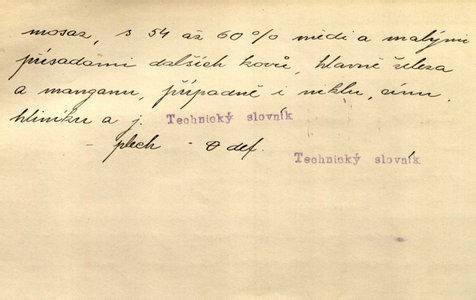 mosaz, s 54 až 60% mědi a malými
přísadami dalších kovů, hlavně železa
a manganu, případně i niklu, cínu,
hliníku a j. Technický slovník
- plech - 0 def.
Technický slovník